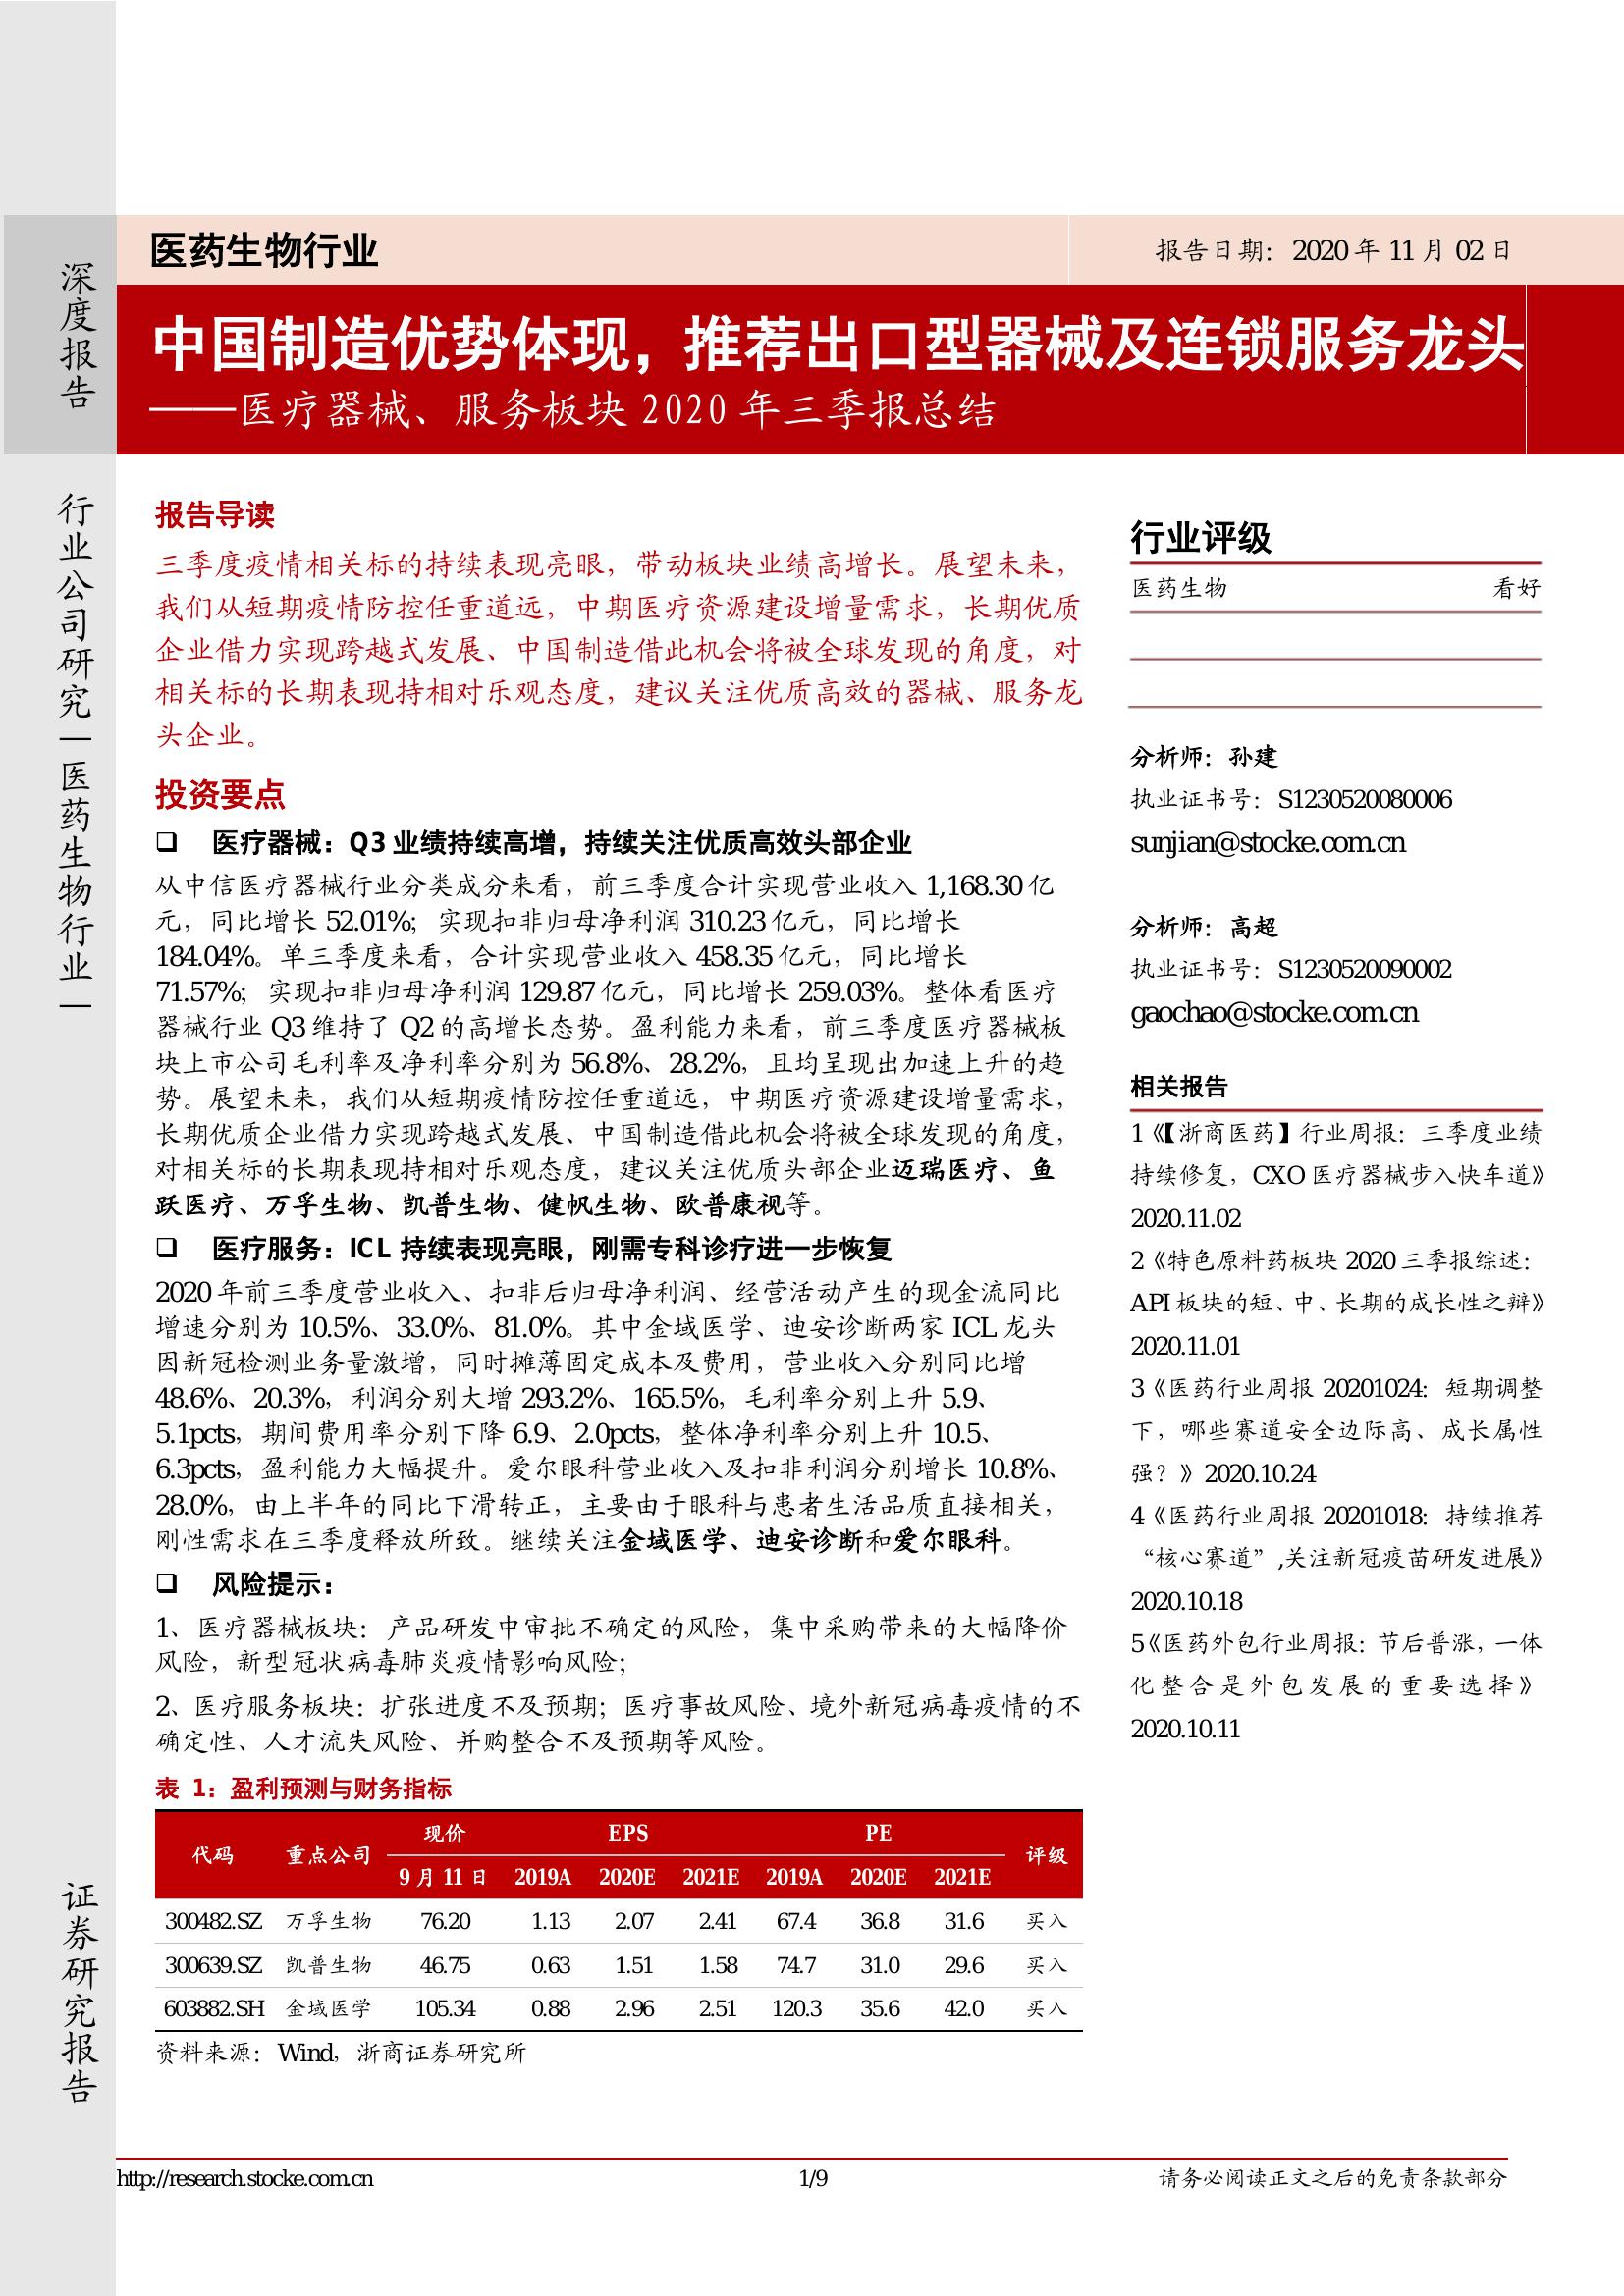 医药生物行业
报告日期：2020 年 11 月 02 日
深度报告
中国制造优势体现，推荐出口型器械及连锁服务龙头
——医疗器械、服务板块 2020 年三季报总结
行业公司研究—医药生物行业—
证券研究报告
报告导读
三季度疫情相关标的持续表现亮眼，带动板块业绩高增长。展望未来，
我们从短期疫情防控任重道远，中期医疗资源建设增量需求，长期优质
企业借力实现跨越式发展、中国制造借此机会将被全球发现的角度，对
相关标的长期表现持相对乐观态度，建议关注优质高效的器械、服务龙
头企业。
投资要点
❑ 医疗器械：Q3 业绩持续高增，持续关注优质高效头部企业
从中信医疗器械行业分类成分来看，前三季度合计实现营业收入 1,168.30 亿
元，同比增长 52.01%；实现扣非归母净利润 310.23 亿元，同比增长
184.04%。单三季度来看，合计实现营业收入 458.35 亿元，同比增长
71.57%；实现扣非归母净利润 129.87 亿元，同比增长 259.03%。整体看医疗
器械行业 Q3 维持了 Q2 的高增长态势。盈利能力来看，前三季度医疗器械板
块上市公司毛利率及净利率分别为 56.8%、28.2%，且均呈现出加速上升的趋
势。展望未来，我们从短期疫情防控任重道远，中期医疗资源建设增量需求，
长期优质企业借力实现跨越式发展、中国制造借此机会将被全球发现的角度，
对相关标的长期表现持相对乐观态度，建议关注优质头部企业迈瑞医疗、鱼
跃医疗、万孚生物、凯普生物、健帆生物、欧普康视等。
❑ 医疗服务：ICL 持续表现亮眼，刚需专科诊疗进一步恢复
2020 年前三季度营业收入、扣非后归母净利润、经营活动产生的现金流同比
增速分别为 10.5%、33.0%、81.0%。其中金域医学、迪安诊断两家 ICL 龙头
因新冠检测业务量激增，同时摊薄固定成本及费用，营业收入分别同比增
48.6%、20.3%，利润分别大增 293.2%、165.5%，毛利率分别上升 5.9、
5.1pcts，期间费用率分别下降 6.9、2.0pcts，整体净利率分别上升 10.5、
6.3pcts，盈利能力大幅提升。爱尔眼科营业收入及扣非利润分别增长 10.8%、
28.0%，由上半年的同比下滑转正，主要由于眼科与患者生活品质直接相关，
刚性需求在三季度释放所致。继续关注金域医学、迪安诊断和爱尔眼科。
❑ 风险提示：
1、医疗器械板块：产品研发中审批不确定的风险，集中采购带来的大幅降价
风险，新型冠状病毒肺炎疫情影响风险；
2、医疗服务板块：扩张进度不及预期；医疗事故风险、境外新冠病毒疫情的不
确定性、人才流失风险、并购整合不及预期等风险。
表 1：盈利预测与财务指标
代码 重点公司 现价 EPS PE 评级
9 月 11 日 2019A 2020E 2021E 2019A 2020E 2021E
300482.SZ 万孚生物 76.20 1.13 2.07 2.41 67.4 36.8 31.6 买入
300639.SZ 凯普生物 46.75 0.63 1.51 1.58 74.7 31.0 29.6 买入
603882.SH 金域医学 105.34 0.88 2.96 2.51 120.3 35.6 42.0 买入
资料来源：Wind，浙商证券研究所
行业评级
医药生物 看好
分析师：孙建
执业证书号：S1230520080006
sunjian@stocke.com.cn
分析师：高超
执业证书号：S1230520090002
gaochao@stocke.com.cn
相关报告
1《【浙商医药】行业周报：三季度业绩
持续修复，CXO 医疗器械步入快车道》
2020.11.02
2《特色原料药板块 2020 三季报综述：
API 板块的短、中、长期的成长性之辩》
2020.11.01
3《医药行业周报 20201024：短期调整
下，哪些赛道安全边际高、成长属性
强？》2020.10.24
4《医药行业周报 20201018：持续推荐
“核心赛道”,关注新冠疫苗研发进展》
2020.10.18
5《医药外包行业周报：节后普涨，一体
化整合是外包发展的重要选择》
2020.10.11
http://research.stocke.com.cn
1/9
请务必阅读正文之后的免责条款部分